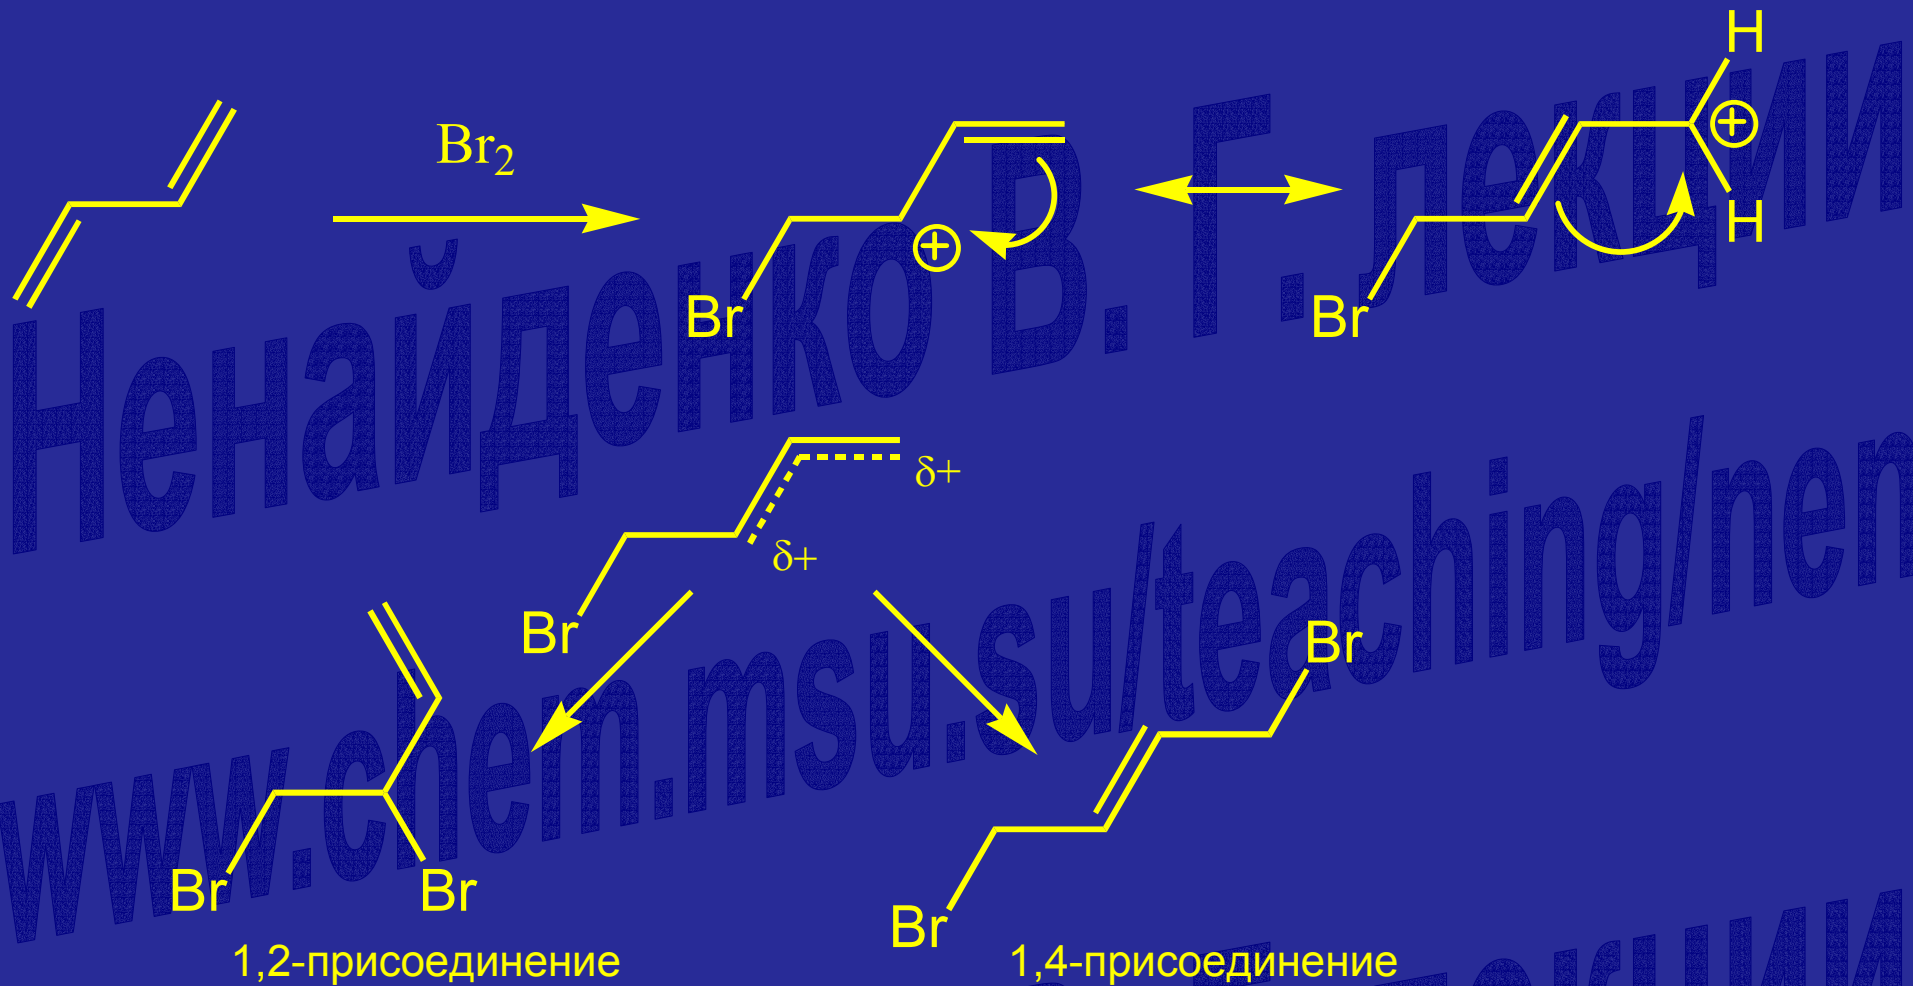 H
Br₂
⊕
⊕
H
Br
Br
δ+
δ+
Br
Br
Br
Br
Br
1,2-присоединение
1,4-присоединение
Ненайденко В. Г. лекции
www.chem.msu.su/teaching/nen
лекции